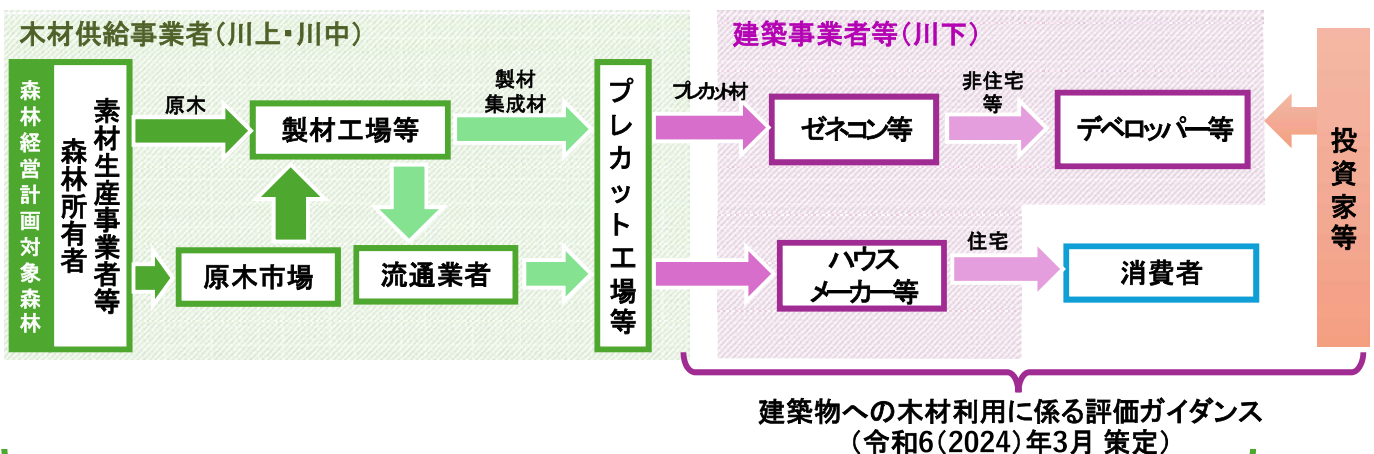 木材供給事業者(川上・川中)
建築事業者等(川下)
森林経営計画対象森林
素材生産事業者等
森林所有者
原木
製材工場等
製材
集成材
プレカット工場等
プレカット材
ゼネコン等
非住宅
等
デベロッパー等
投資家等
原木市場
流通業者
ハウス
メーカー等
住宅
消費者
建築物への木材利用に係る評価ガイダンス
(令和6(2024)年3月 策定)